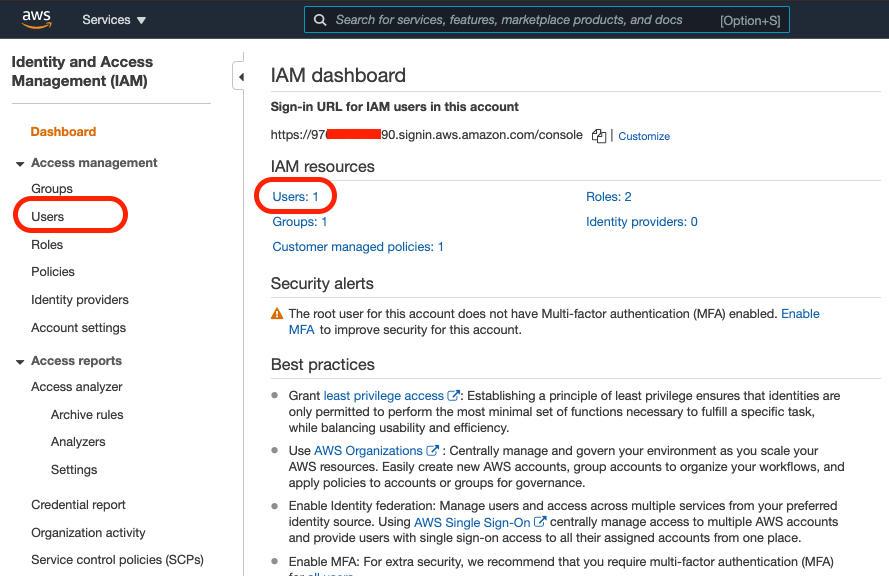 aws
Services
Search for services, features, marketplace products, and docs
[Option+S]
Identity and Access
Management (IAM)
Dashboard
Access management
Groups
Users
Roles
Policies
Identity providers
Account settings
Access reports
Access analyzer
Archive rules
Analyzers
Settings
Credential report
Organization activity
Service control policies (SCPs)
IAM dashboard
Sign-in URL for IAM users in this account
https://97 90.signin.aws.amazon.com/console | Customize
IAM resources
Users: 1
Roles: 2
Groups: 1
Identity providers: 0
Customer managed policies: 1
Security alerts
The root user for this account does not have Multi-factor authentication (MFA) enabled. Enable
MFA to improve security for this account.
Best practices
Grant least privilege access : Establishing a principle of least privilege ensures that identities are
only permitted to perform the most minimal set of functions necessary to fulfill a specific task,
while balancing usability and efficiency.
Use AWS Organizations : Centrally manage and govern your environment as you scale your
AWS resources. Easily create new AWS accounts, group accounts to organize your workflows, and
apply policies to accounts or groups for governance.
Enable Identity federation: Manage users and access across multiple services from your preferred
identity source. Using AWS Single Sign-On centrally manage access to multiple AWS accounts
and provide users with single sign-on access to all their assigned accounts from one place.
Enable MFA: For extra security, we recommend that you require multi-factor authentication (MFA)
for all users.